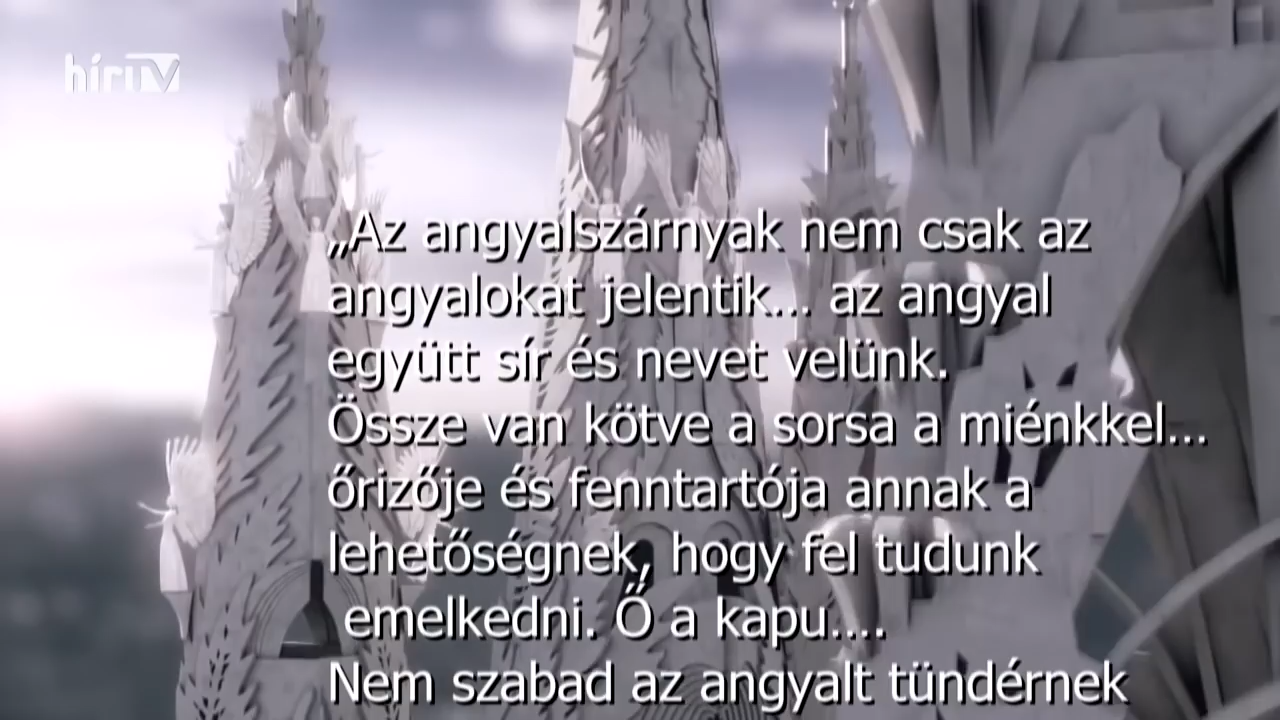 hírTV
„Az angyalszárnyak nem csak az
angyalokat jelentik... az angyal
együtt sír és nevet velünk.
Össze van kötve a sorsa a miénkkel...
őrizője és fenntartója annak a
lehetőségnek, hogy fel tudunk
emelkedni. Ő a kapu....
Nem szabad az angyalt tündérnek